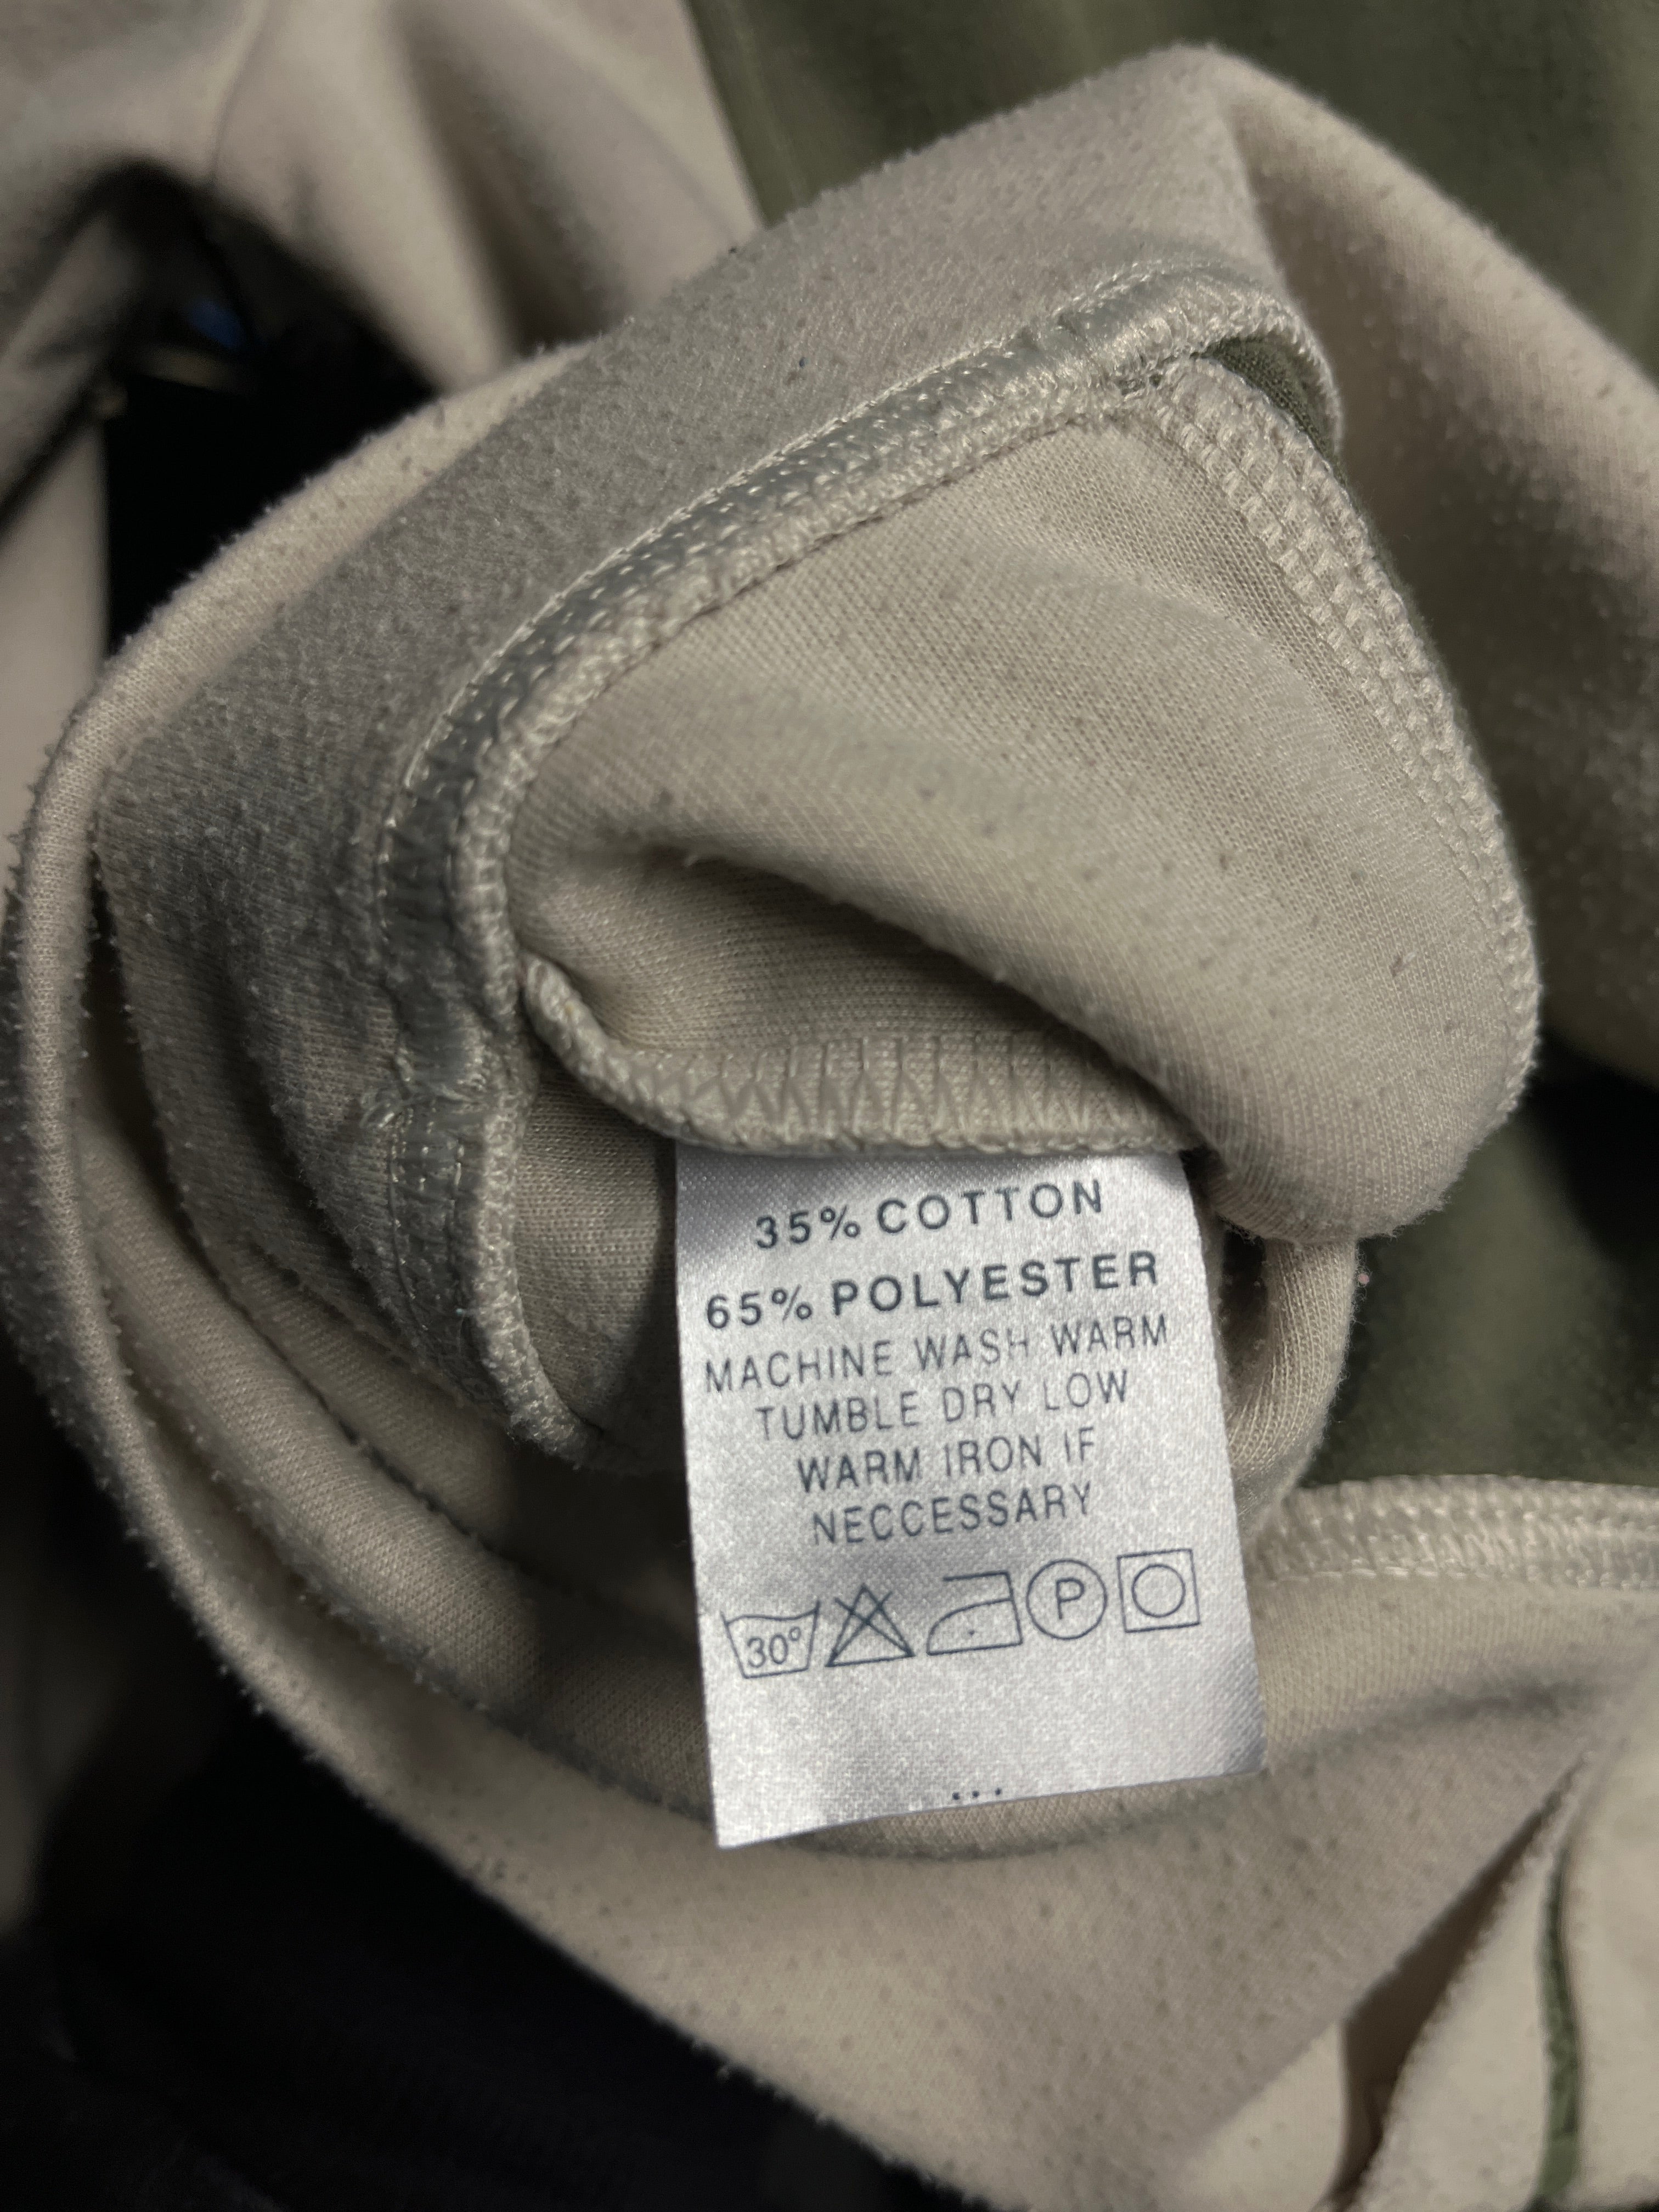 35% COTTON
65% POLYESTER
MACHINE WASH WARM
TUMBLE DRY LOW
WARM IRON IF
NECCESSARY
30° P
...